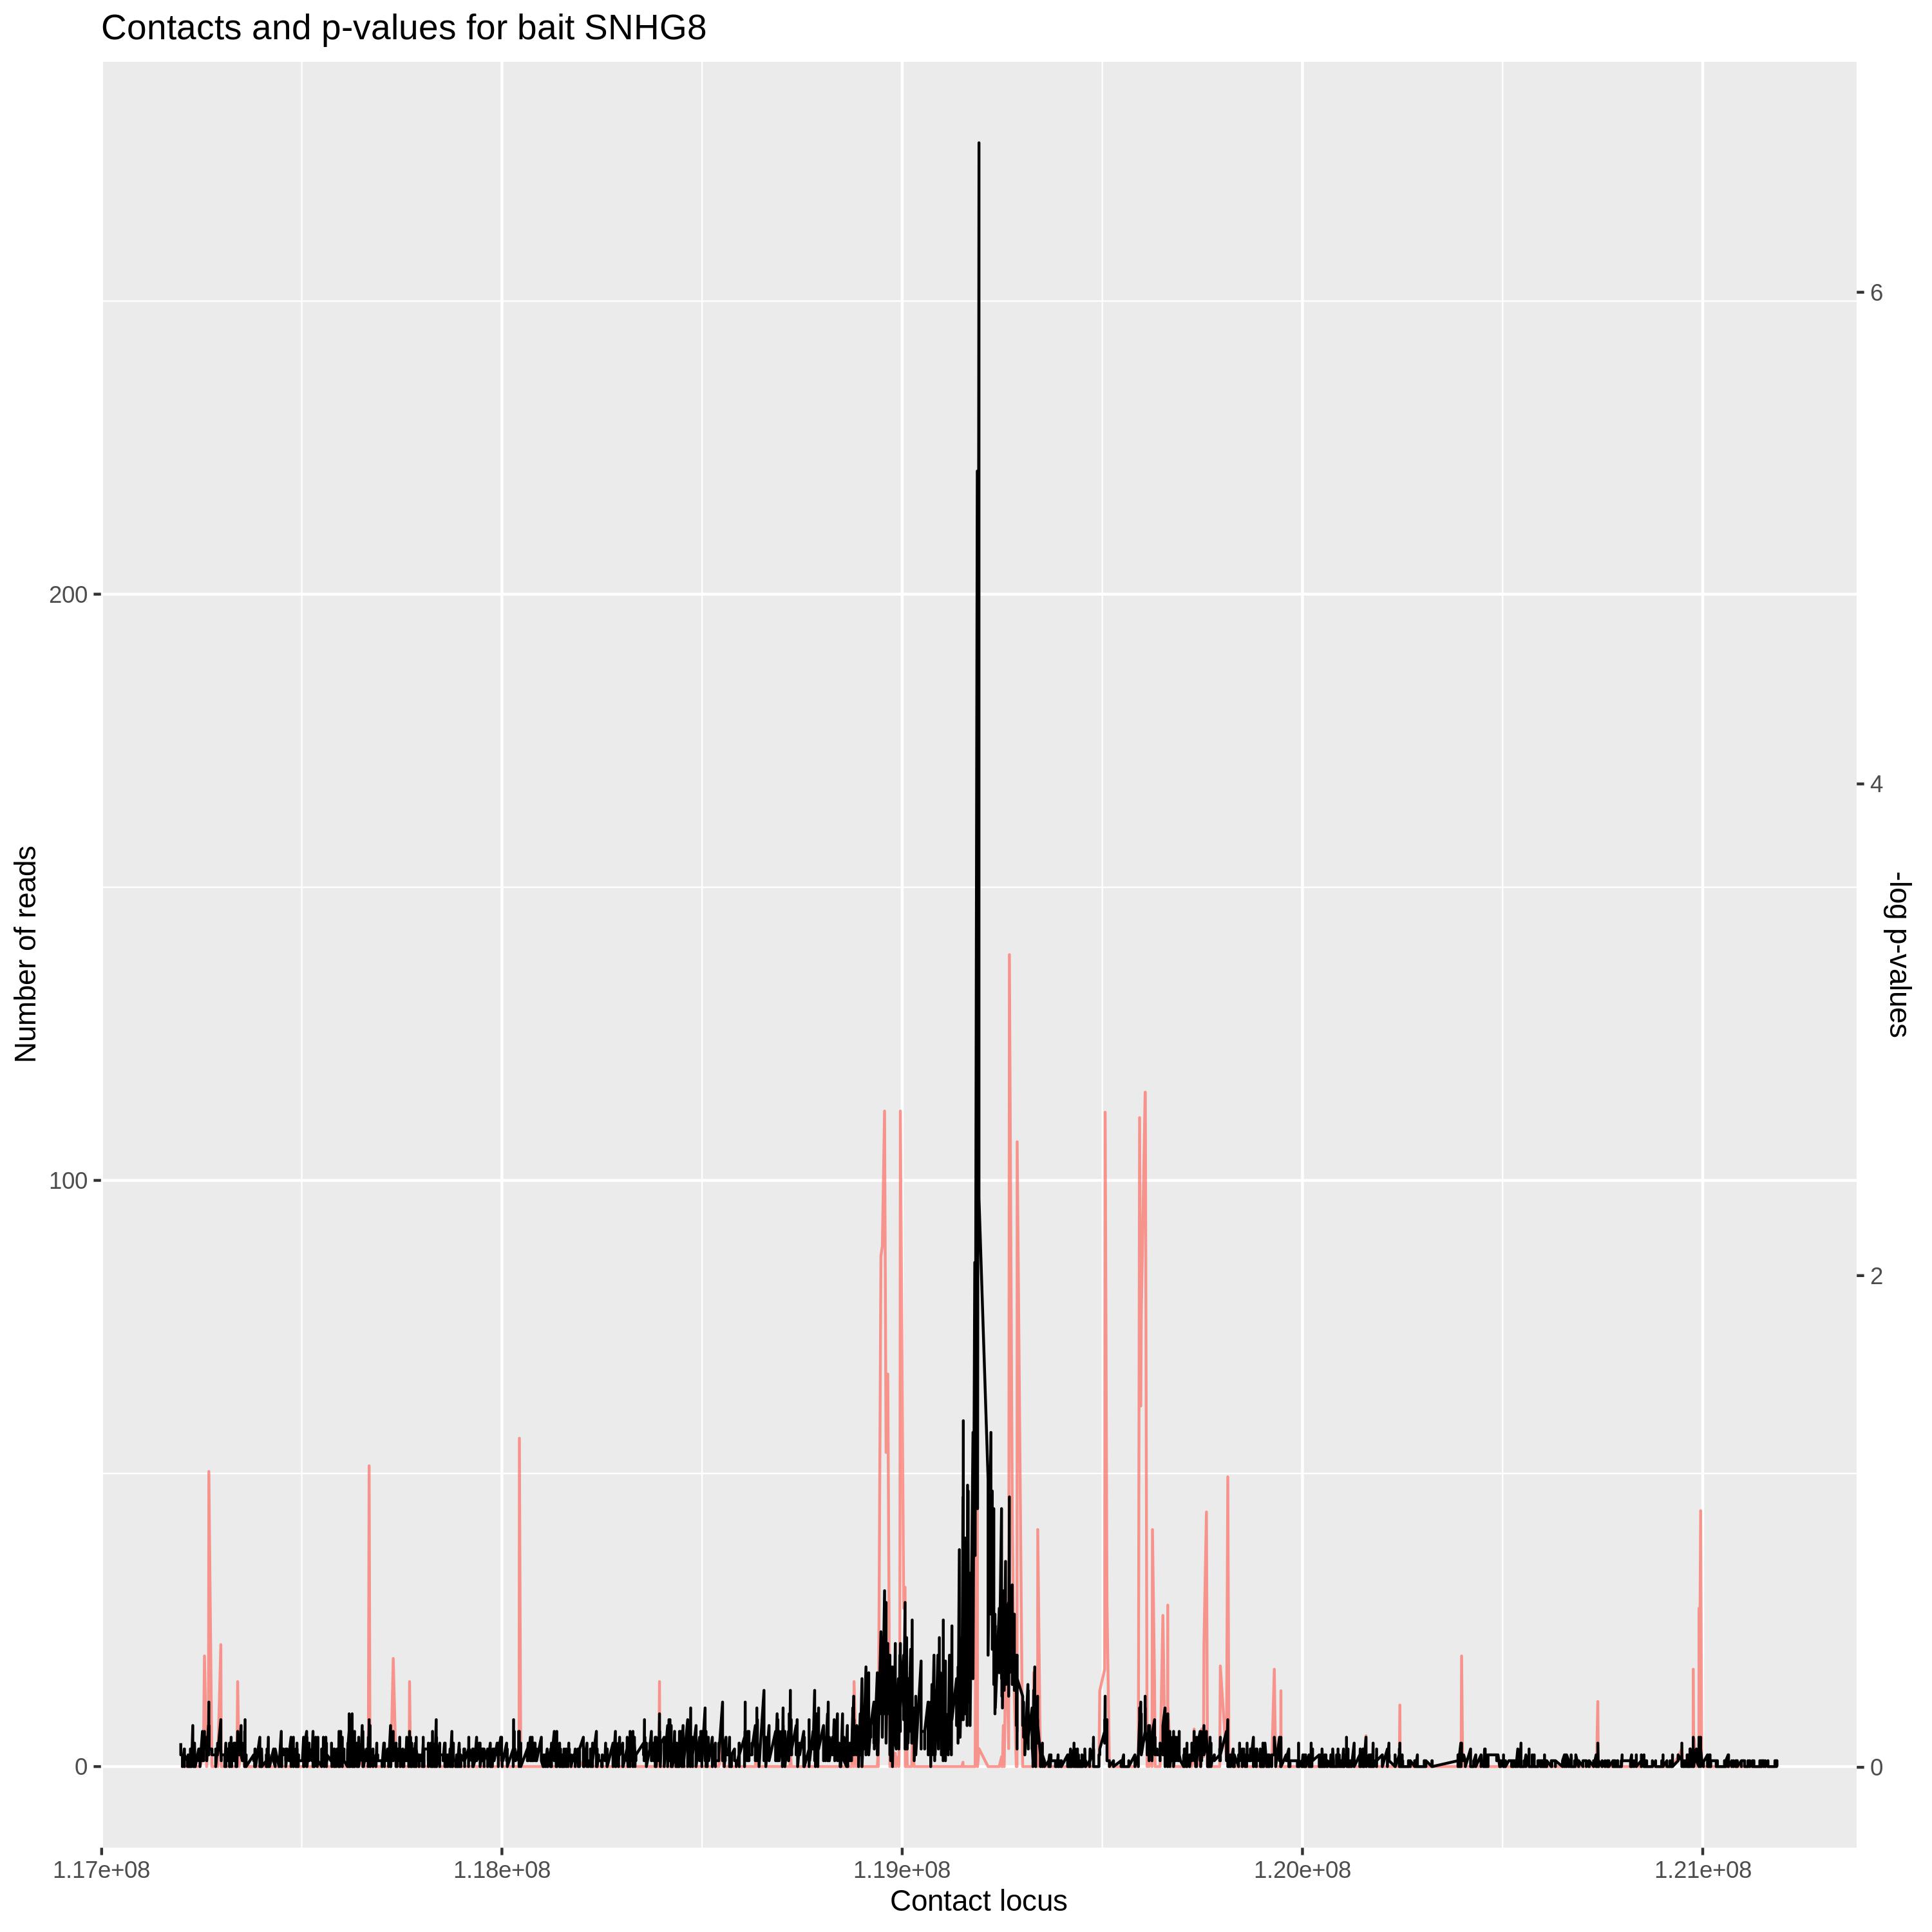 Contacts and p-values for bait SNHG8
Number of reads
200
100
0
6
4
2
0
-log p-values
1.17e+08
1.18e+08
1.19e+08
1.20e+08
1.21e+08
Contact locus